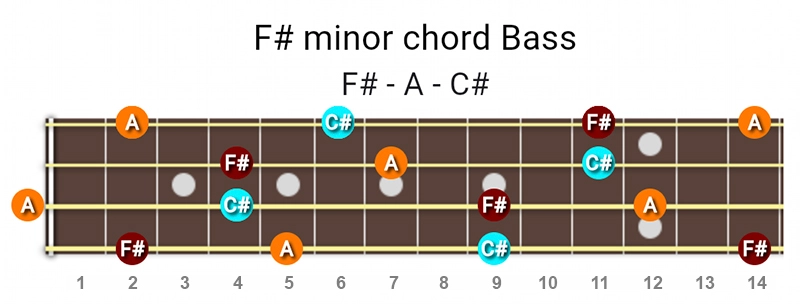 F# minor chord Bass
F# - A - C#
A C# F# A
F# A C#
A C# F# A
F# A C# F#
1 2 3 4 5 6 7 8 9 10 11 12 13 14